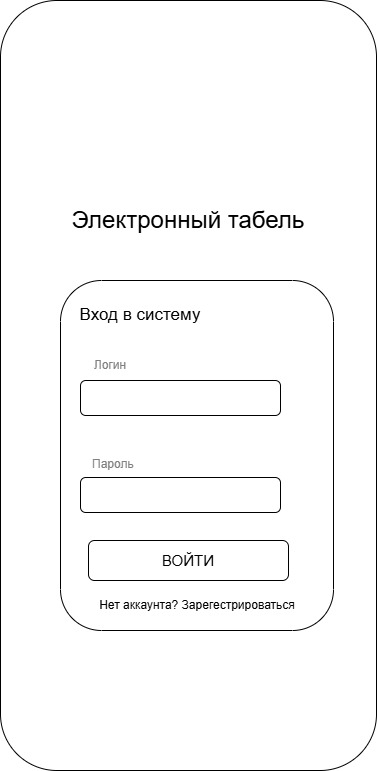 Электронный табель
Вход в систему
Логин
Пароль
ВОЙТИ
Нет аккаунта? Зарегестрироваться